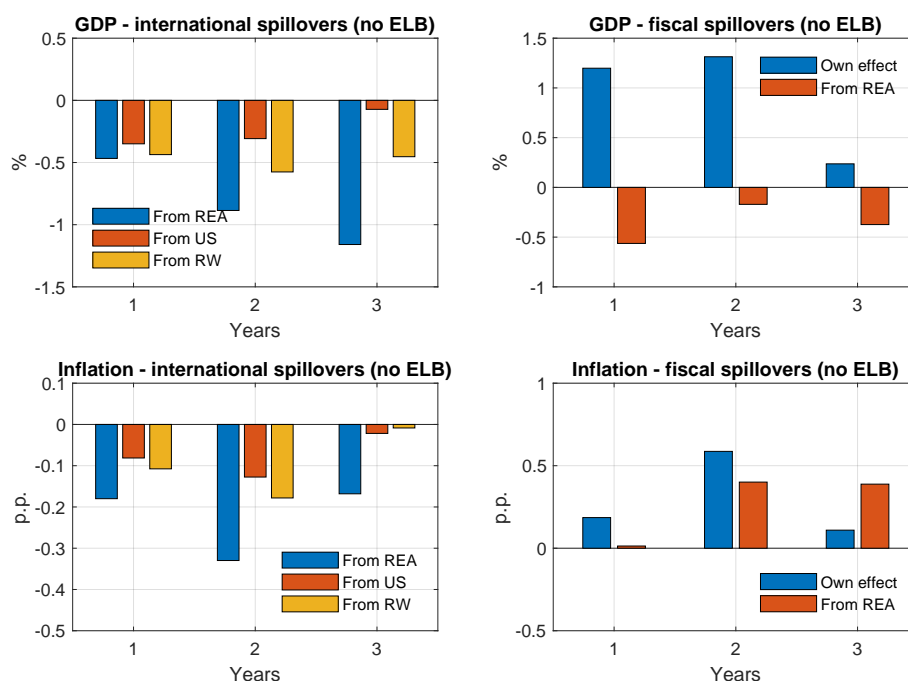 GDP - international spillovers (no ELB)
0.5
0
-0.5
-1
-1.5
%
From REA
From US
From RW
1 2 3
Years
GDP - fiscal spillovers (no ELB)
1.5
1
0.5
0
-0.5
-1
%
Own effect
From REA
1 2 3
Years
Inflation - international spillovers (no ELB)
0.1
0
-0.1
-0.2
-0.3
-0.4
-0.5
p.p.
From REA
From US
From RW
1 2 3
Years
Inflation - fiscal spillovers (no ELB)
1
0.5
0
-0.5
p.p.
Own effect
From REA
1 2 3
Years